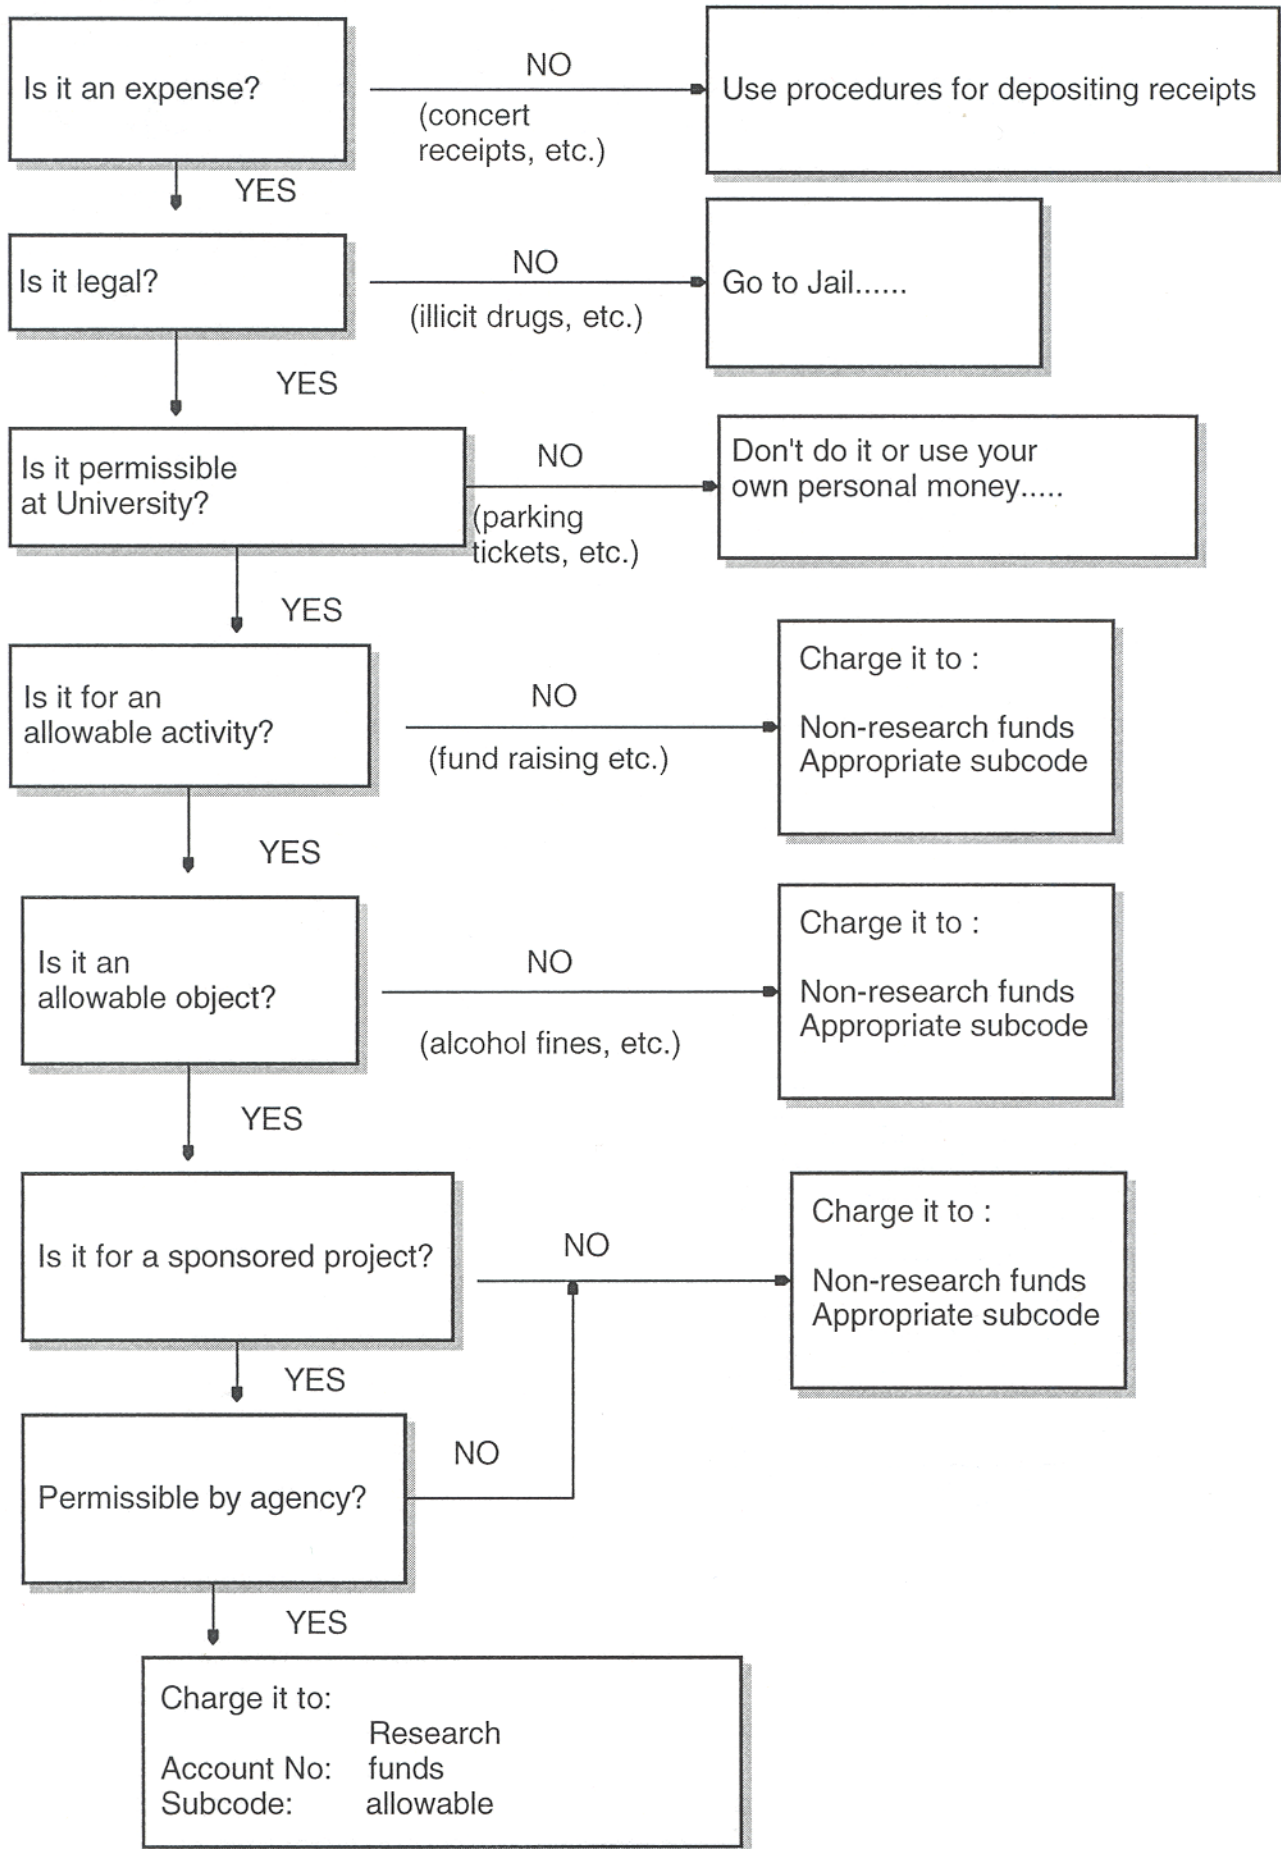 Is it an expense?
NO
(concert
receipts, etc.)
Use procedures for depositing receipts
YES
Is it legal?
NO
(illicit drugs, etc.)
Go to Jail......
YES
Is it permissible
at University?
NO
(parking
tickets, etc.)
Don't do it or use your
own personal money.....
YES
Is it for an
allowable activity?
NO
(fund raising etc.)
Charge it to :
Non-research funds
Appropriate subcode
YES
Is it an
allowable object?
NO
(alcohol fines, etc.)
Charge it to :
Non-research funds
Appropriate subcode
YES
Is it for a sponsored project?
NO
Charge it to :
Non-research funds
Appropriate subcode
YES
Permissible by agency?
NO
YES
Charge it to:
Research
Account No: funds
Subcode: allowable